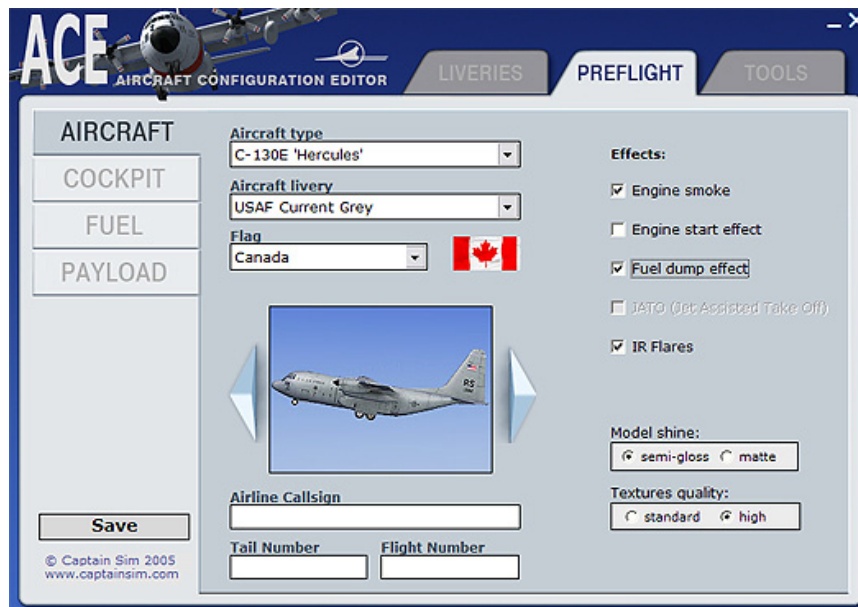 ACE
AIRCRAFT CONFIGURATION EDITOR
LIVERIES
PREFLIGHT
TOOLS
AIRCRAFT
COCKPIT
FUEL
PAYLOAD
Save
© Captain Sim 2005
www.captainsim.com
Aircraft type
C-130E 'Hercules'
Aircraft livery
USAF Current Grey
Flag
Canada
RS
Airline Callsign
Tail Number
Flight Number
Effects:
Engine smoke
Engine start effect
Fuel dump effect
JATO (Jet Assisted Take Off)
IR Flares
Model shine:
semi-gloss matte
Textures quality:
standard high